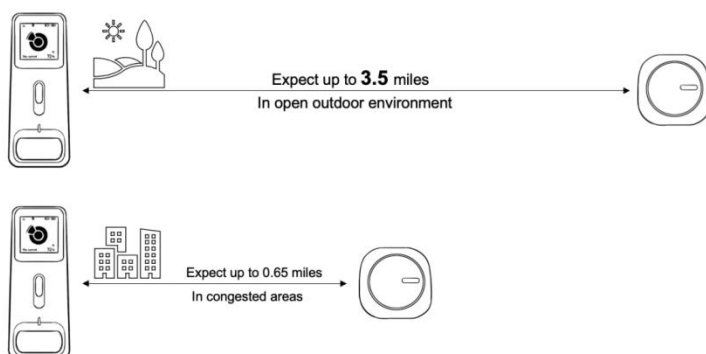 Expect up to 3.5 miles
In open outdoor environment
Expect up to 0.65 miles
In congested areas